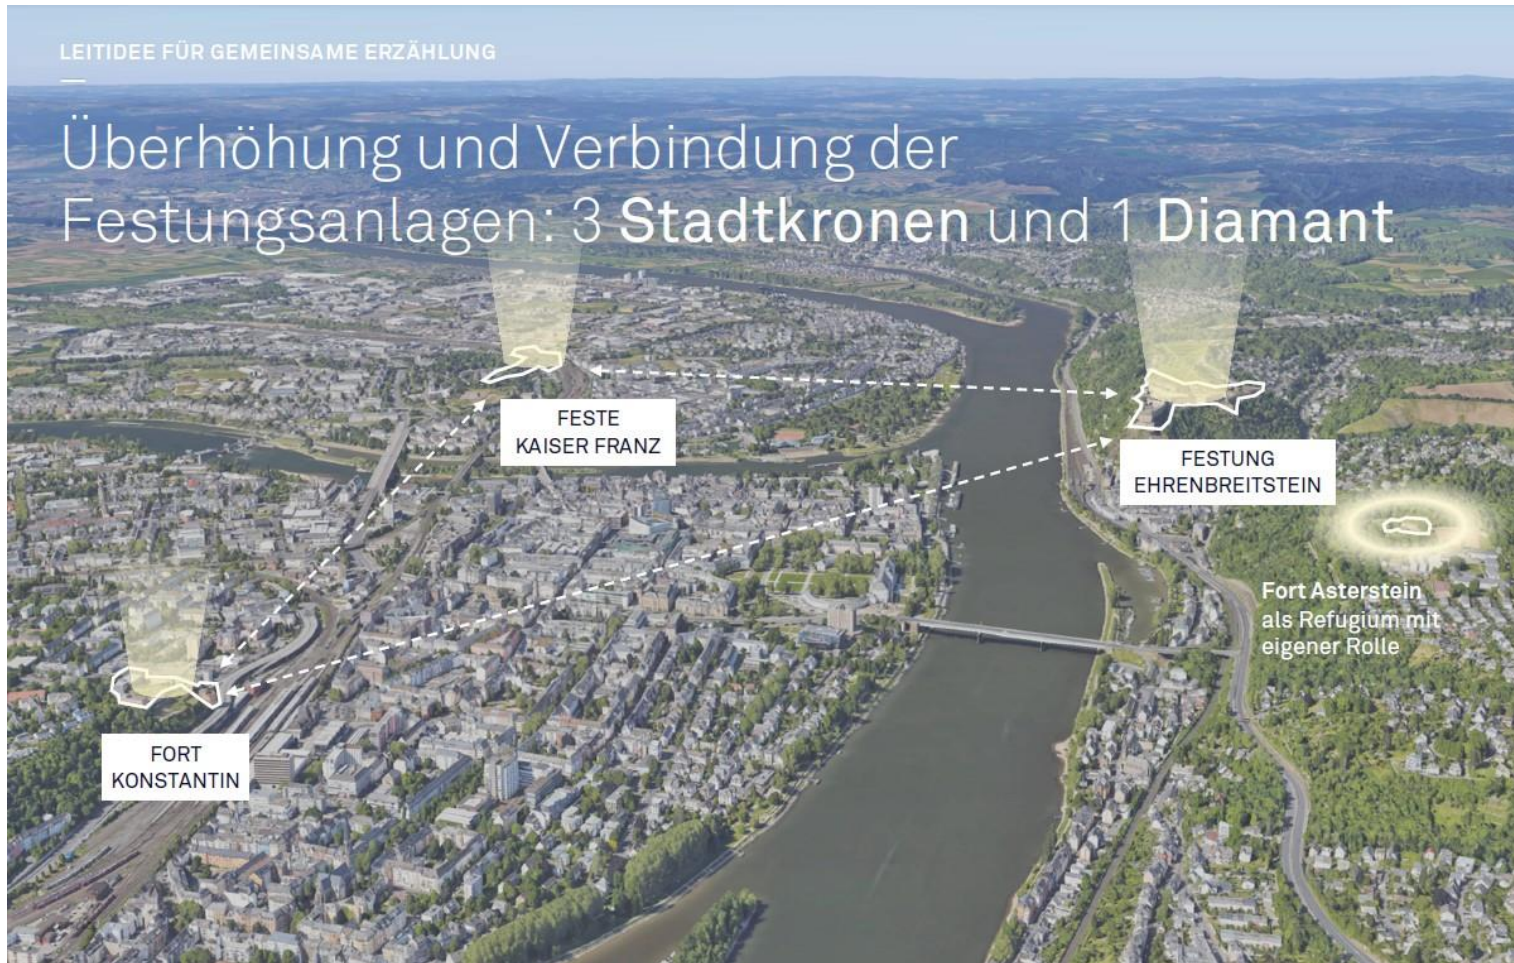 LEITIDEE FÜR GEMEINSAME ERZÄHLUNG
Überhöhung und Verbindung der
Festungsanlagen: 3 Stadtkronen und 1 Diamant
FESTE
KAISER FRANZ
FESTUNG
EHRENBREITSTEIN
Fort Asterstein
als Refugium mit
eigener Rolle
FORT
KONSTANTIN